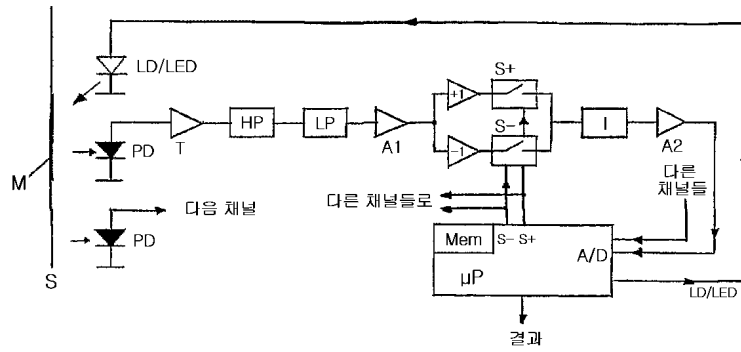 LD/LED
S+
+1
HP
LP
S-
I
T
A1
-1
A2
PD
M
다음 채널
다른 채널들로
다른
채널들
PD
Mem
S- S+
A/D
S
μP
LD/LED
결과